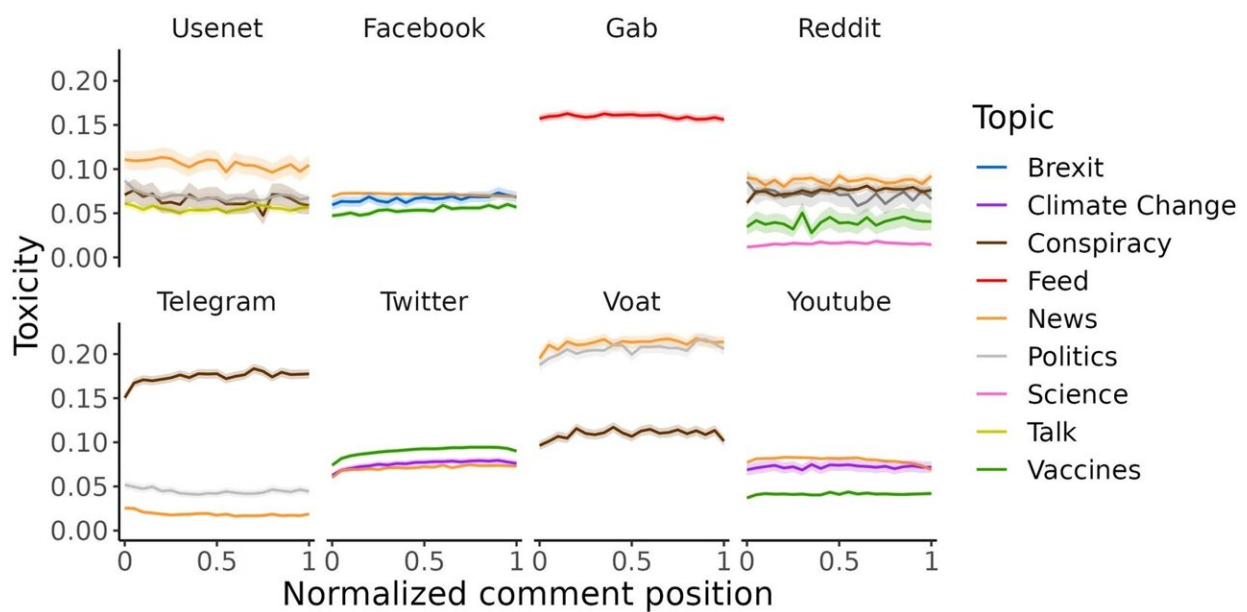 Usenet Facebook Gab Reddit
0.20
0.15
0.10
0.05
0.00
Telegram Twitter Voat Youtube
0.20
0.15
0.10
0.05
0.00
0 0.5 1 0 0.5 1 0 0.5 1 0 0.5 1
Normalized comment position
Toxicity
Topic
Brexit
Climate Change
Conspiracy
Feed
News
Politics
Science
Talk
Vaccines